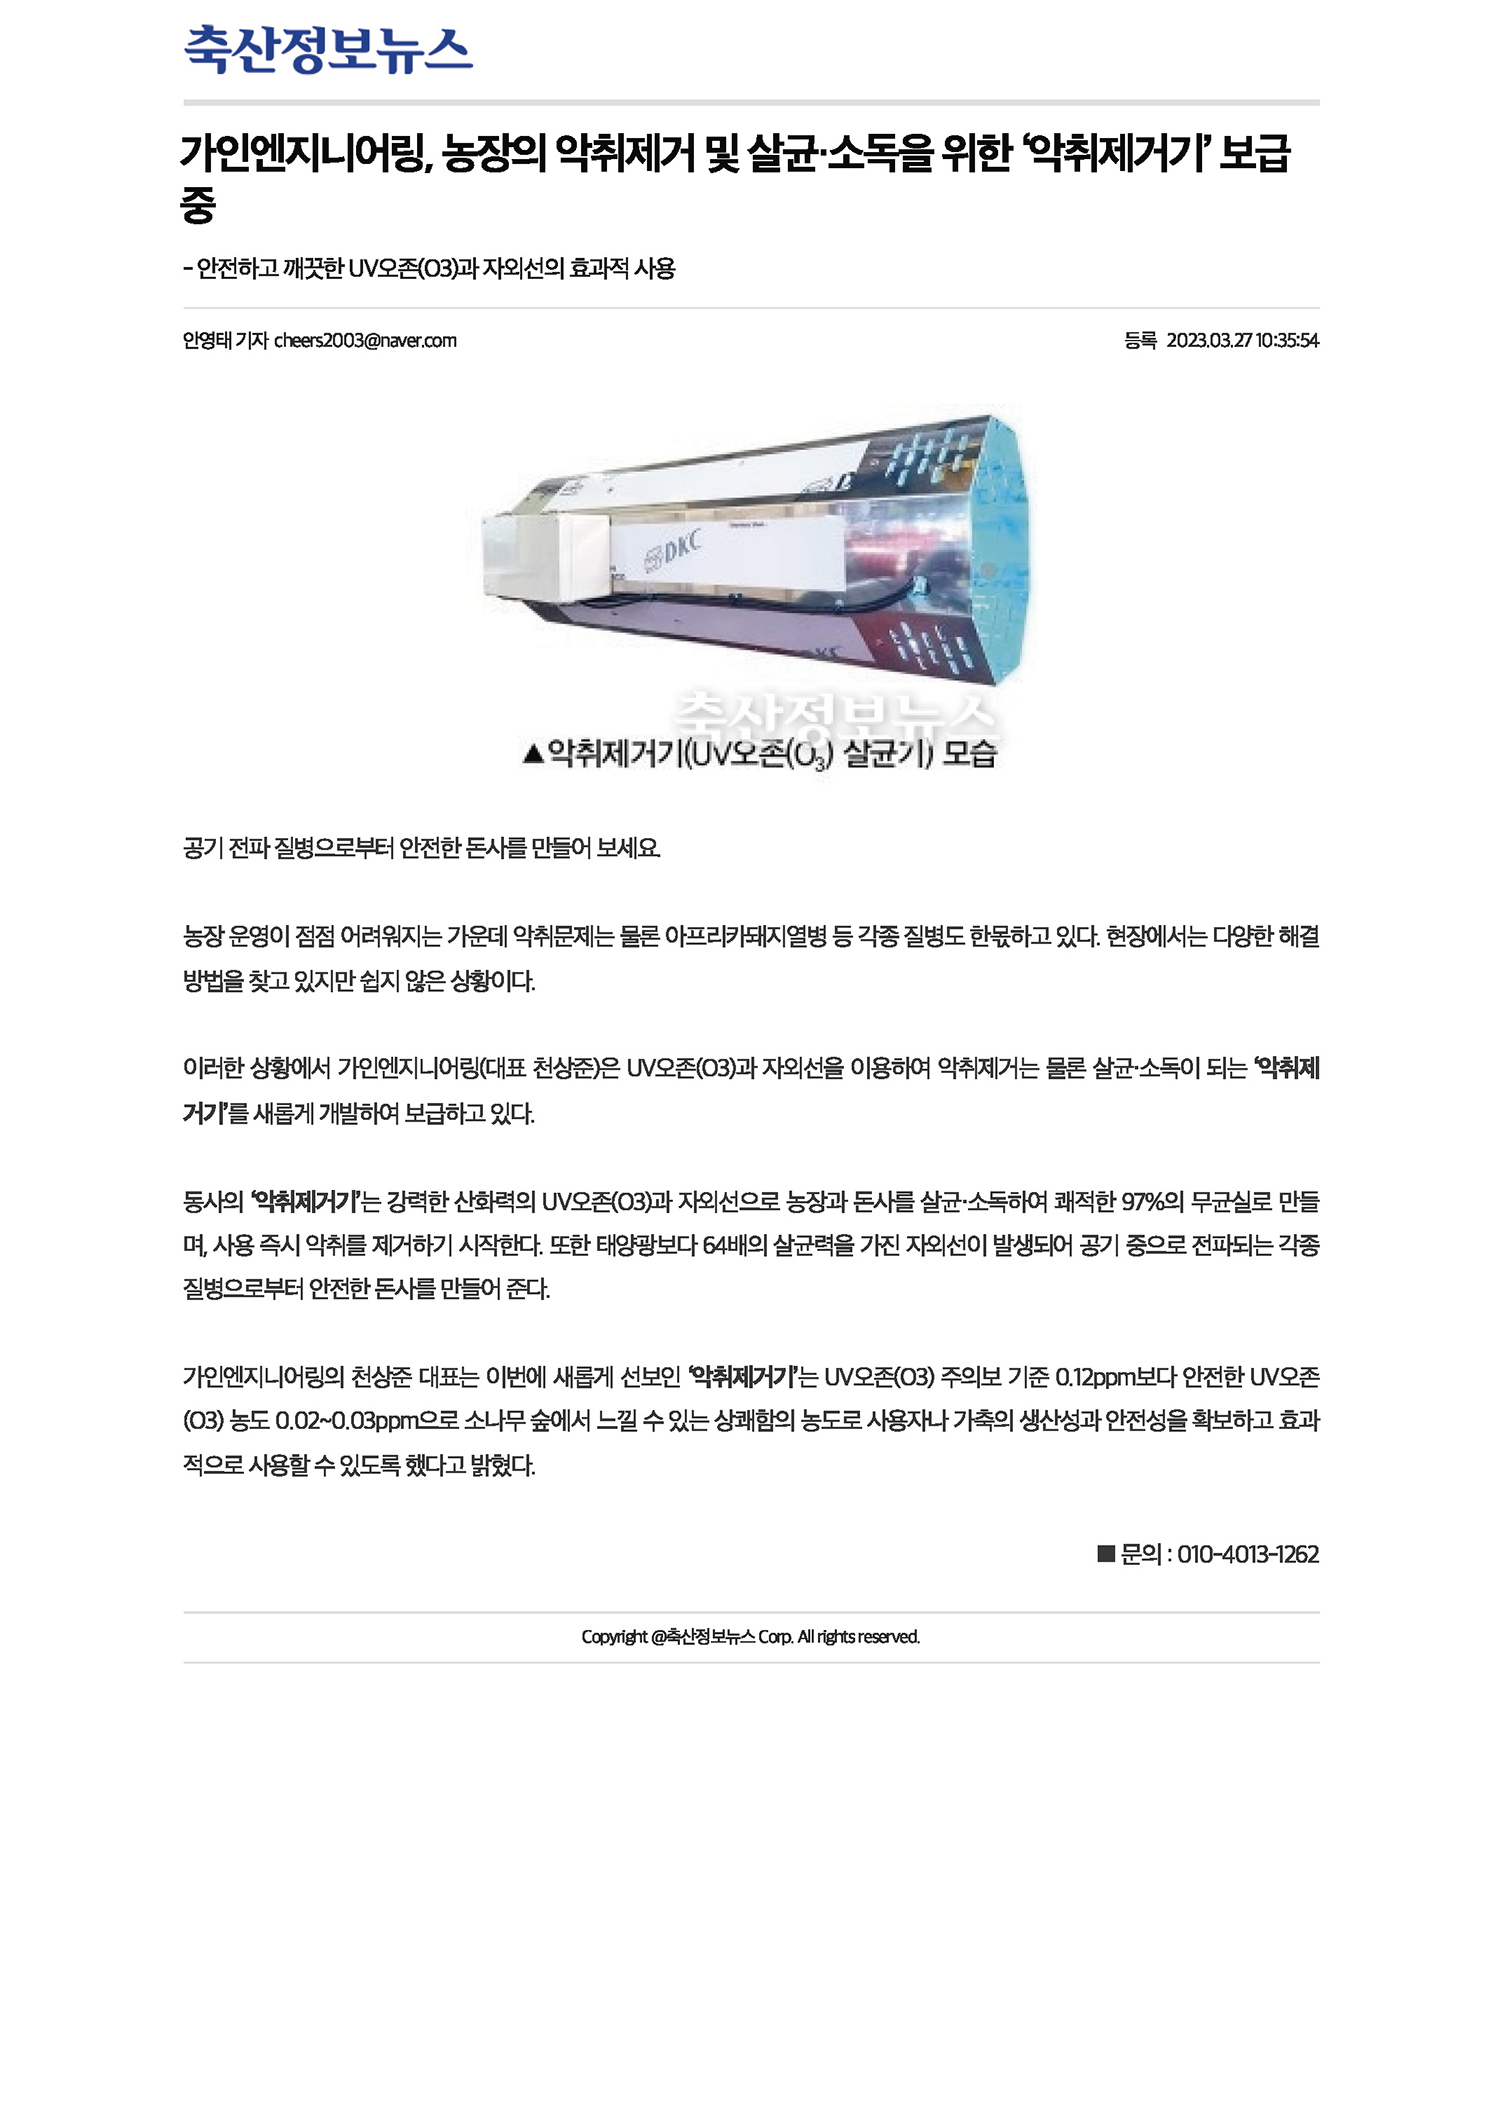 축산정보뉴스
가인엔지니어링, 농장의 악취제거 및 살균·소독을 위한 ‘악취제거기’ 보급
중
- 안전하고 깨끗한 UV오존(O3)과 자외선의 효과적 사용
안영태 기자 cheers2003@naver.com
등록 2023.03.27 10:35:54
DKC
축산정보뉴스
▲악취제거기(UV오존(O₃) 살균기) 모습
공기 전파 질병으로부터 안전한 돈사를 만들어 보세요.
농장 운영이 점점 어려워지는 가운데 악취문제는 물론 아프리카돼지열병 등 각종 질병도 한몫하고 있다. 현장에서는 다양한 해결
방법을 찾고 있지만 쉽지 않은 상황이다.
이러한 상황에서 가인엔지니어링(대표 천상준)은 UV오존(O3)과 자외선을 이용하여 악취제거는 물론 살균·소독이 되는 ‘악취제
거기’를 새롭게 개발하여 보급하고 있다.
동사의 ‘악취제거기’는 강력한 산화력의 UV오존(O3)과 자외선으로 농장과 돈사를 살균·소독하여 쾌적한 97%의 무균실로 만들
며, 사용 즉시 악취를 제거하기 시작한다. 또한 태양광보다 64배의 살균력을 가진 자외선이 발생되어 공기 중으로 전파되는 각종
질병으로부터 안전한 돈사를 만들어 준다.
가인엔지니어링의 천상준 대표는 이번에 새롭게 선보인 ‘악취제거기’는 UV오존(O3) 주의보 기준 0.12ppm보다 안전한 UV오존
(O3) 농도 0.02~0.03ppm으로 소나무 숲에서 느낄 수 있는 상쾌함의 농도로 사용자나 가축의 생산성과 안전성을 확보하고 효과
적으로 사용할 수 있도록 했다고 밝혔다.
■ 문의 : 010-4013-1262
Copyright @축산정보뉴스 Corp. All rights reserved.